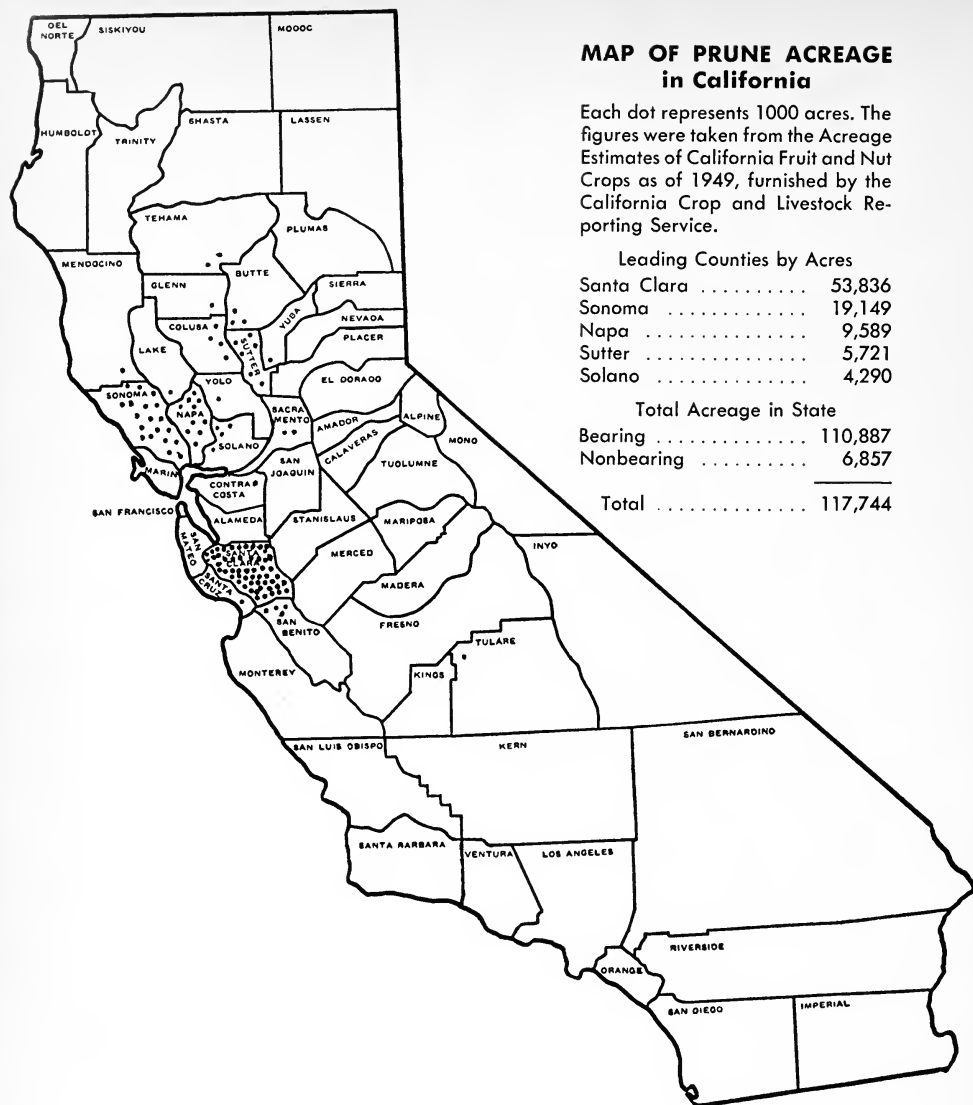 MAP OF PRUNE ACREAGE
in California
Each dot represents 1000 acres. The
figures were taken from the Acreage
Estimates of California Fruit and Nut
Crops as of 1949, furnished by the
California Crop and Livestock Re-
porting Service.
Leading Counties by Acres
Santa Clara .......... 53,836
Sonoma .............. 19,149
Napa ................ 9,589
Sutter ............... 5,721
Solano .............. 4,290
Total Acreage in State
Bearing ............. 110,887
Nonbearing ......... 6,857
Total ............... 117,744
DEL
NORTE
SISKIYOU
MODOC
HUMBOLDT
TRINITY
SHASTA
LASSEN
TEHAMA
PLUMAS
MENDOCINO
GLENN
BUTTE
SIERRA
YUBA
NEVADA
COLUSA
SUTTER
PLACER
LAKE
YOLO
EL DORADO
SONOMA
NAPA
SACRA
MENTO
AMADOR
ALPINE
SOLANO
CALAVERAS
MONO
MARIN
SAN
JOAQUIN
TUOLUMNE
CONTRA
COSTA
SAN FRANCISCO
ALAMEDA
STANISLAUS
MARIPOSA
SAN
MATEO
SANTA
CLARA
MERCED
INYO
SANTA
CRUZ
MADERA
SAN
BENITO
FRESNO
TULARE
MONTEREY
KINGS
SAN LUIS OBISPO
KERN
SAN BERNARDINO
SANTA BARBARA
VENTURA
LOS ANGELES
RIVERSIDE
ORANGE
SAN DIEGO
IMPERIAL